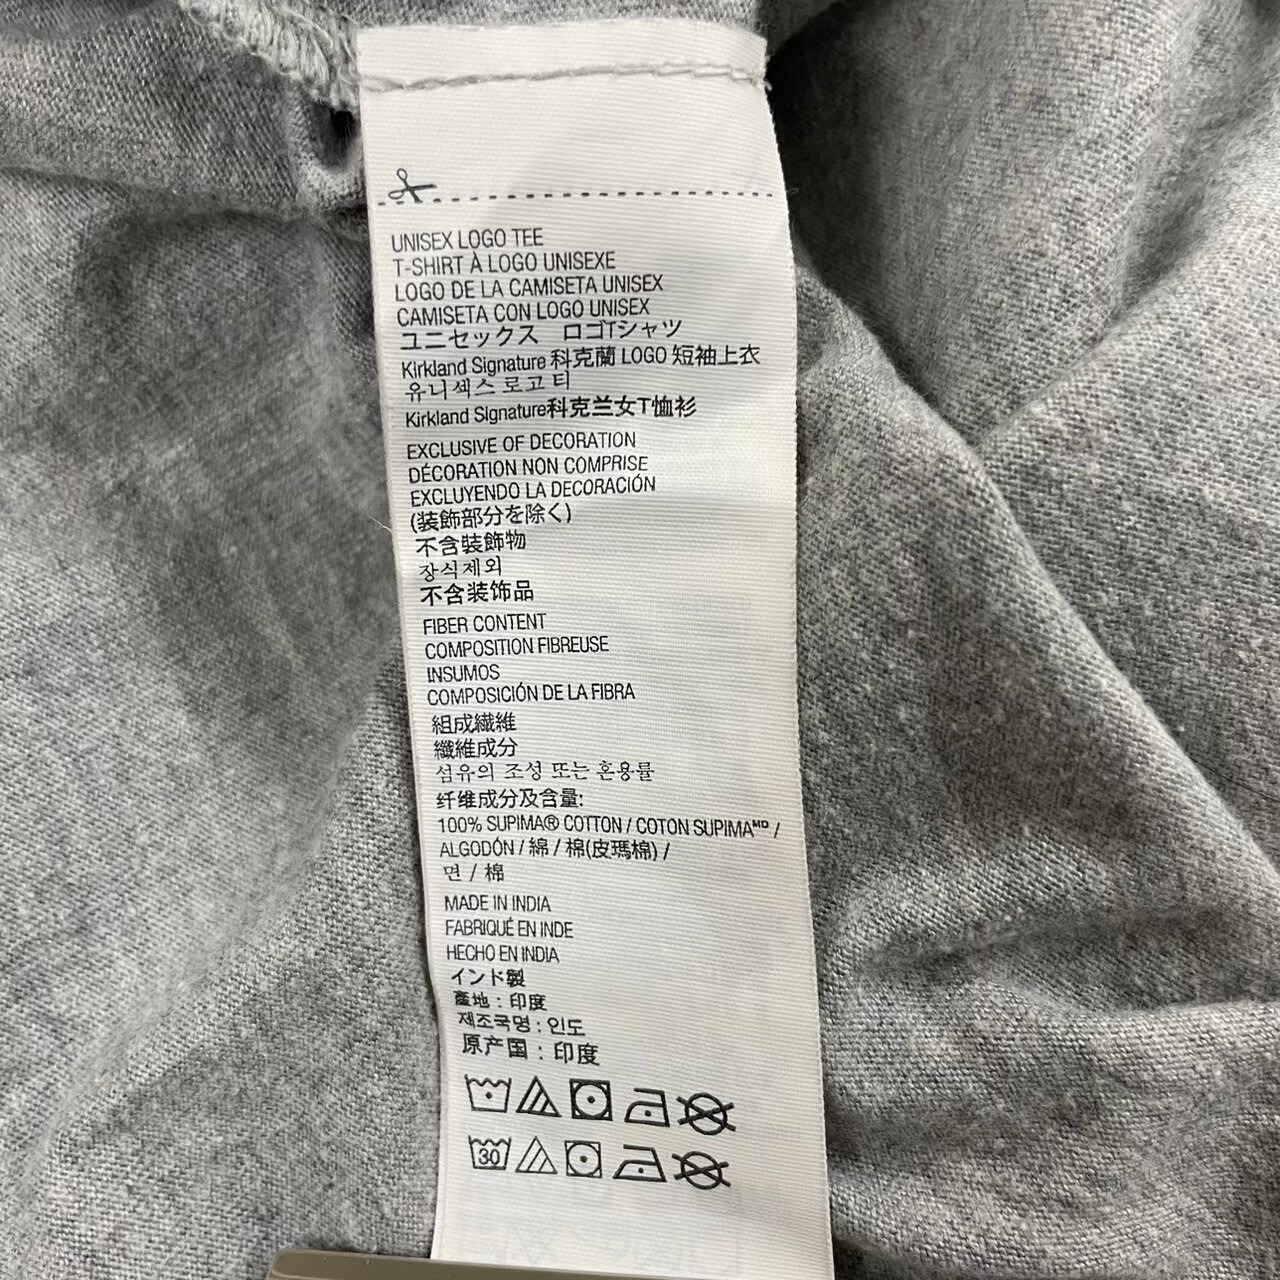 UNISEX LOGO TEE
T-SHIRT À LOGO UNISEXE
LOGO DE LA CAMISETA UNISEX
CAMISETA CON LOGO UNISEX
ユニセックス　ロゴTシャツ
Kirkland Signature 科克蘭 LOGO 短袖上衣
유니섹스 로고 티
Kirkland Signature科克兰女T恤衫
EXCLUSIVE OF DECORATION
DÉCORATION NON COMPRISE
EXCLUYENDO LA DECORACIÓN
(装飾部分を除く)
不含裝飾物
장식제외
不含装饰品
FIBER CONTENT
COMPOSITION FIBREUSE
INSUMOS
COMPOSICIÓN DE LA FIBRA
組成繊維
纖維成分
섬유의 조성 또는 혼용률
纤维成分及含量:
100% SUPIMA® COTTON / COTON SUPIMAᴹᴰ /
ALGODÓN / 綿 / 棉(皮瑪棉) /
면 / 棉
MADE IN INDIA
FABRIQUÉ EN INDE
HECHO EN INDIA
インド製
產地 : 印度
제조국명 : 인도
原产国 : 印度
30